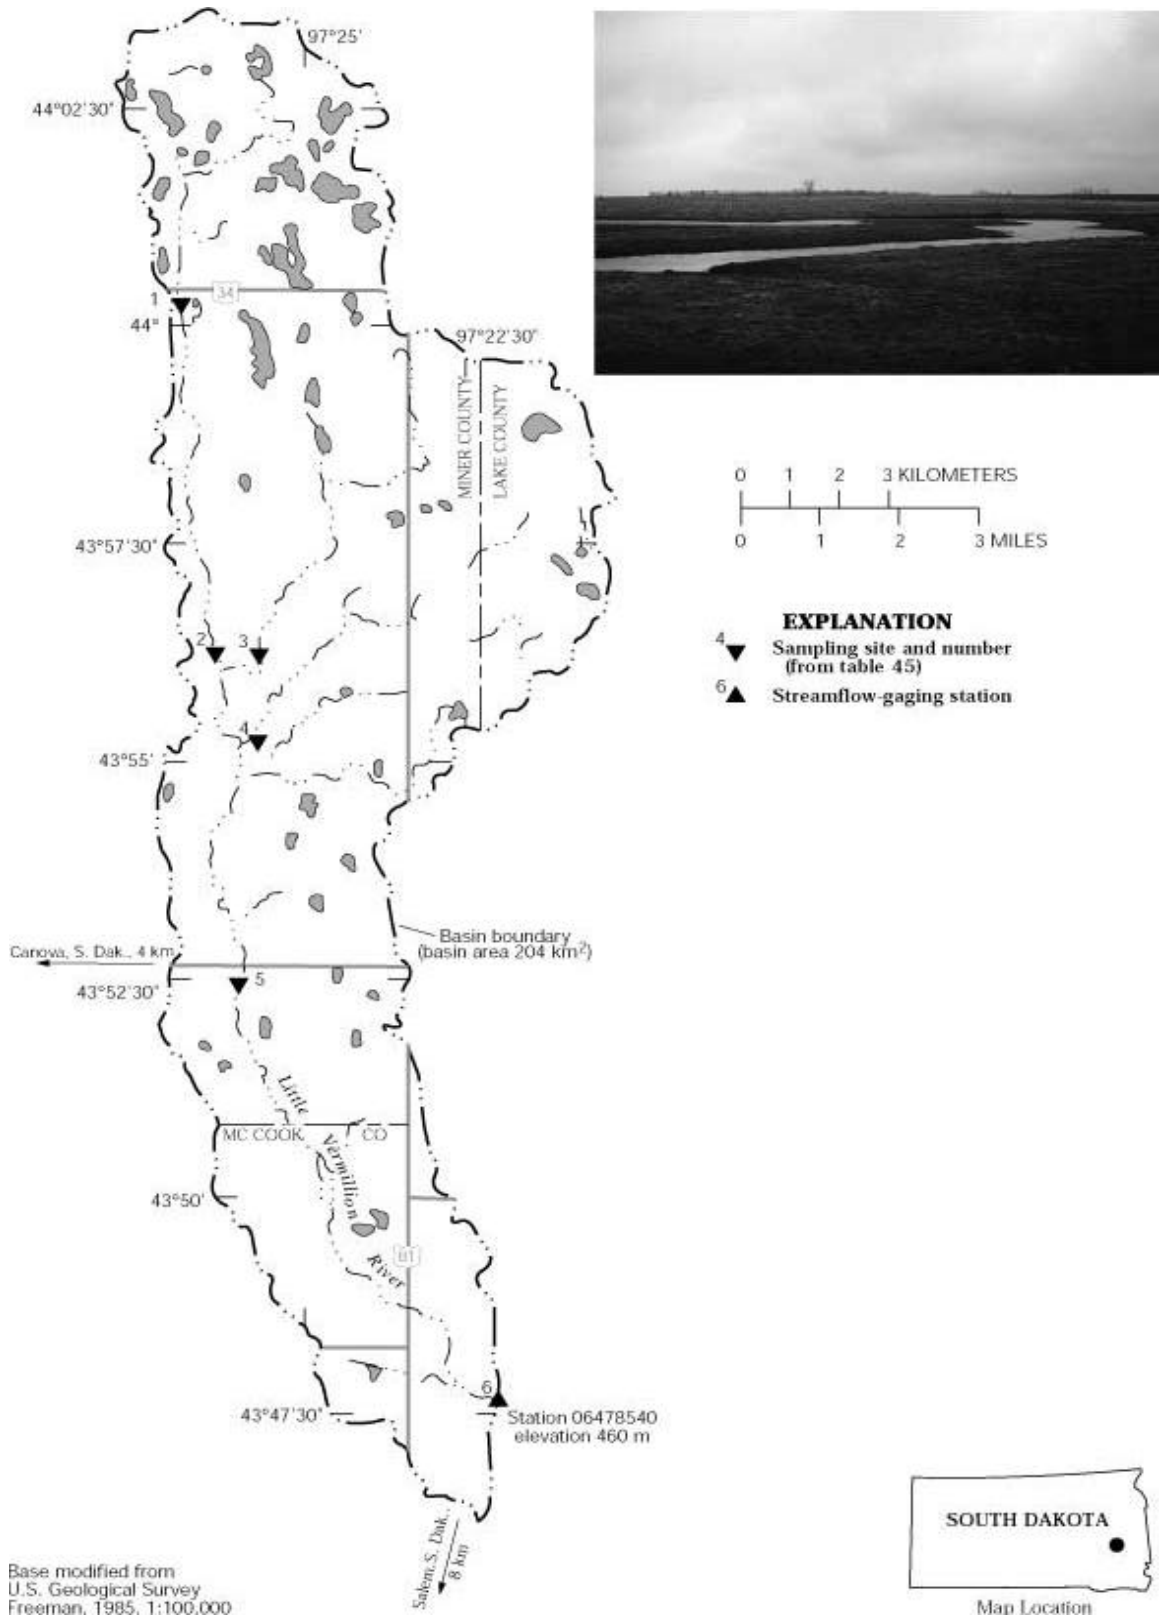 97°25'
44°02'30"
34
1
44°
97°22'30"
MINER COUNTY
LAKE COUNTY
0 1 2 3 KILOMETERS
0 1 2 3 MILES
43°57'30"
EXPLANATION
4 Sampling site and number
(from table 45)
6 Streamflow-gaging station
2
3
4
43°55'
Basin boundary
(basin area 204 km²)
Canova, S. Dak., 4 km
43°52'30"
5
Little
Vermillion
River
MC COOK CO
43°50'
81
6
43°47'30"
Station 06478540
elevation 460 m
Salem, S. Dak.,
8 km
SOUTH DAKOTA
Map Location
Base modified from
U.S. Geological Survey
Freeman, 1985, 1:100,000